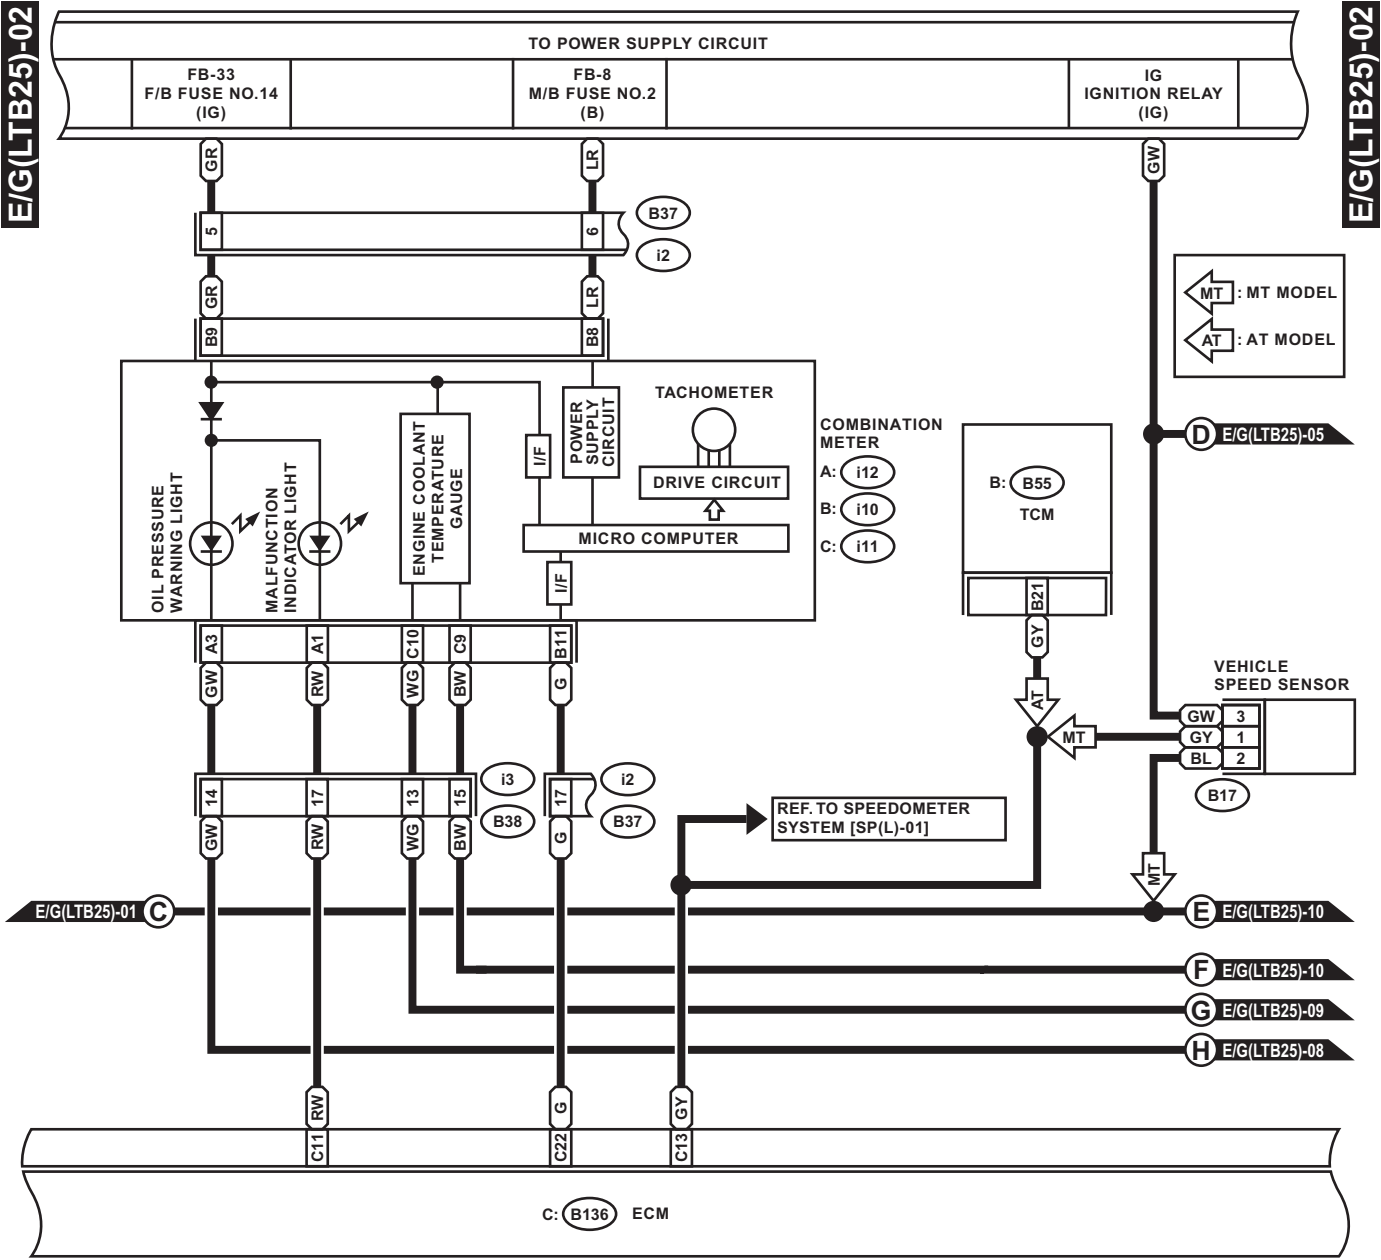 E/G(LTB25)-02
E/G(LTB25)-02
TO POWER SUPPLY CIRCUIT
FB-33
F/B FUSE NO.14
(IG)
FB-8
M/B FUSE NO.2
(B)
IG
IGNITION RELAY
(IG)
GR
LR
GW
5
6
B37
i2
GR
LR
B9
B8
MT : MT MODEL
AT : AT MODEL
OIL PRESSURE
WARNING LIGHT
MALFUNCTION
INDICATOR LIGHT
ENGINE COOLANT
TEMPERATURE
GAUGE
I/F
POWER
SUPPLY
CIRCUIT
TACHOMETER
DRIVE CIRCUIT
MICRO COMPUTER
I/F
COMBINATION
METER
A: i12
B: i10
C: i11
B: B55
TCM
B21
GY
AT
D E/G(LTB25)-05
A3
A1
C10
C9
B11
GW
RW
WG
BW
G
VEHICLE
SPEED SENSOR
GW 3
GY 1
BL 2
B17
MT
MT
14
17
13
15
i3
B38
17
i2
B37
GW
RW
WG
BW
G
REF. TO SPEEDOMETER
SYSTEM [SP(L)-01]
E/G(LTB25)-01 C
E E/G(LTB25)-10
F E/G(LTB25)-10
G E/G(LTB25)-09
H E/G(LTB25)-08
RW
G
GY
C11
C22
C13
C: B136 ECM